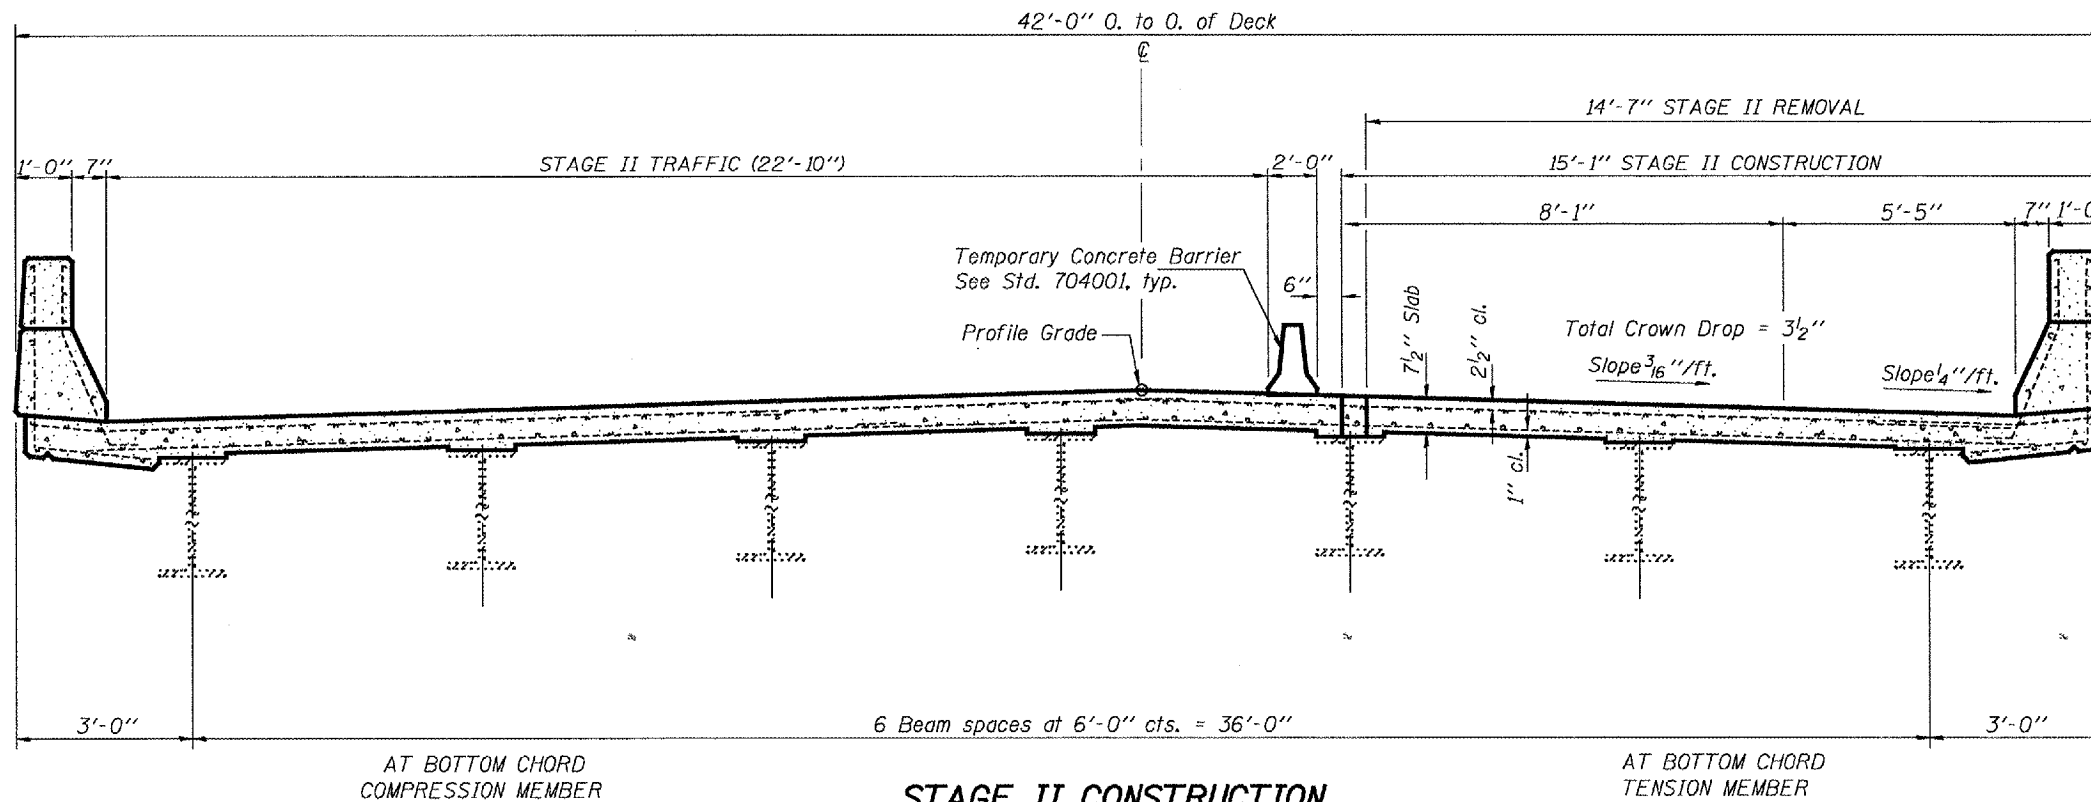 42'-0" O. to O. of Deck
℄
14'-7" STAGE II REMOVAL
1'-0" 7" STAGE II TRAFFIC (22'-10") 2'-0" 15'-1" STAGE II CONSTRUCTION
8'-1" 5'-5" 7" 1'-0
Temporary Concrete Barrier
See Std. 704001, typ.
6"
7½" Slab
2½" cl.
Total Crown Drop = 3½"
Profile Grade
Slope 3/16"/ft.
Slope ¼"/ft.
1" cl.
3'-0" 6 Beam spaces at 6'-0" cts. = 36'-0" 3'-0"
AT BOTTOM CHORD
COMPRESSION MEMBER
AT BOTTOM CHORD
TENSION MEMBER
STAGE II CONSTRUCTION